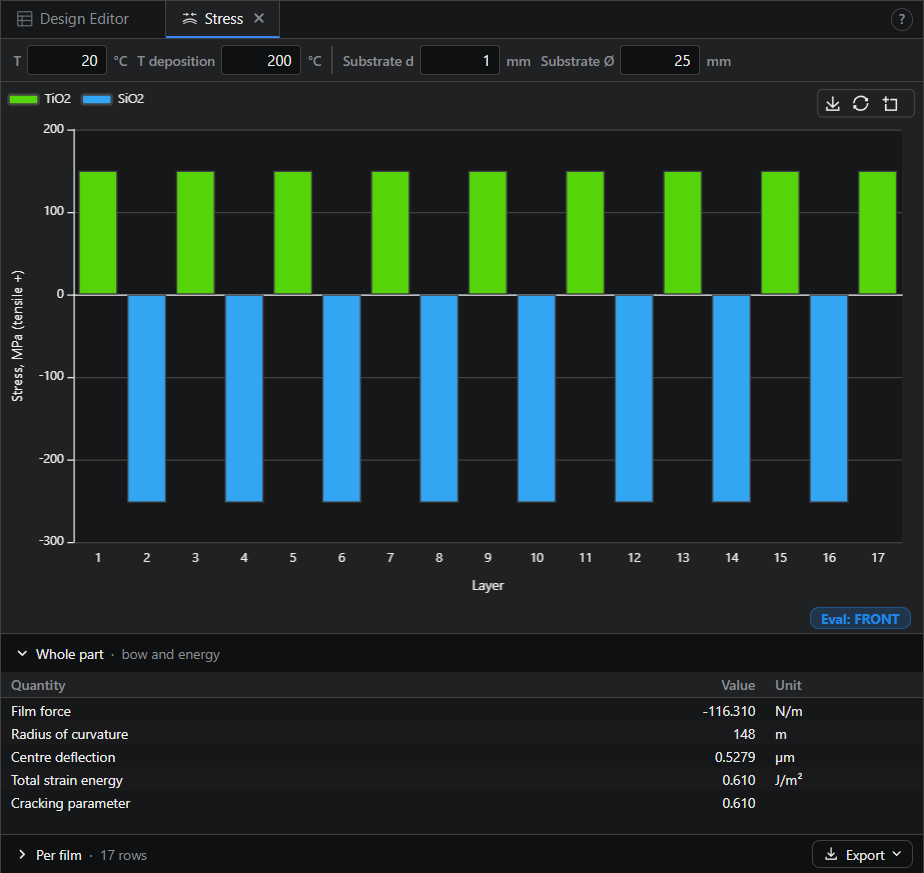 Design Editor Stress ?
T 20 °C T deposition 200 °C Substrate d 1 mm Substrate Ø 25 mm
TiO2 SiO2
200
100
0
-100
-200
-300
Stress, MPa (tensile +)
1 2 3 4 5 6 7 8 9 10 11 12 13 14 15 16 17
Layer
Eval: FRONT
Whole part · bow and energy
Quantity Value Unit
Film force -116.310 N/m
Radius of curvature 148 m
Centre deflection 0.5279 μm
Total strain energy 0.610 J/m²
Cracking parameter 0.610
Per film · 17 rows Export